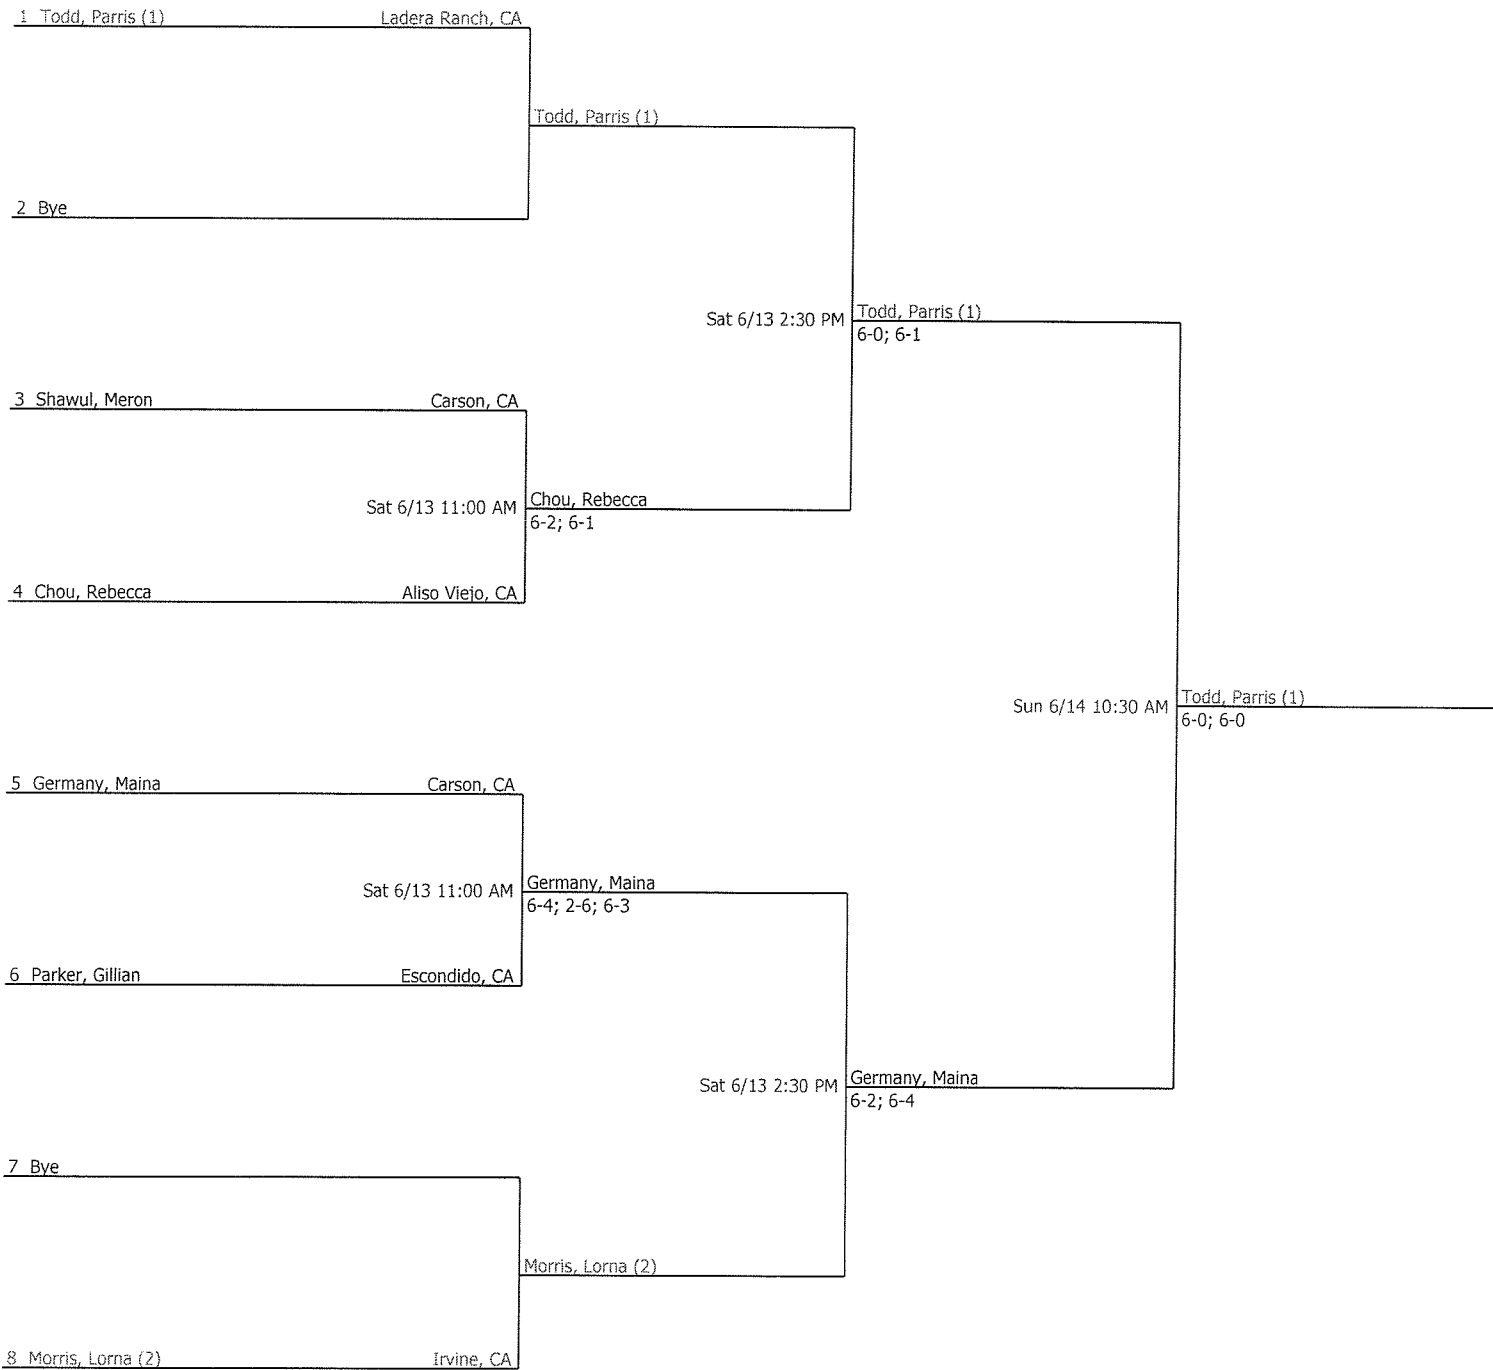 1 Todd, Parris (1) Ladera Ranch, CA
Todd, Parris (1)
2 Bye
Sat 6/13 2:30 PM Todd, Parris (1)
6-0; 6-1
3 Shawul, Meron Carson, CA
Sat 6/13 11:00 AM Chou, Rebecca
6-2; 6-1
4 Chou, Rebecca Aliso Viejo, CA
Sun 6/14 10:30 AM Todd, Parris (1)
6-0; 6-0
5 Germany, Maina Carson, CA
Sat 6/13 11:00 AM Germany, Maina
6-4; 2-6; 6-3
6 Parker, Gillian Escondido, CA
Sat 6/13 2:30 PM Germany, Maina
6-2; 6-4
7 Bye
Morris, Lorna (2)
8 Morris, Lorna (2) Irvine, CA